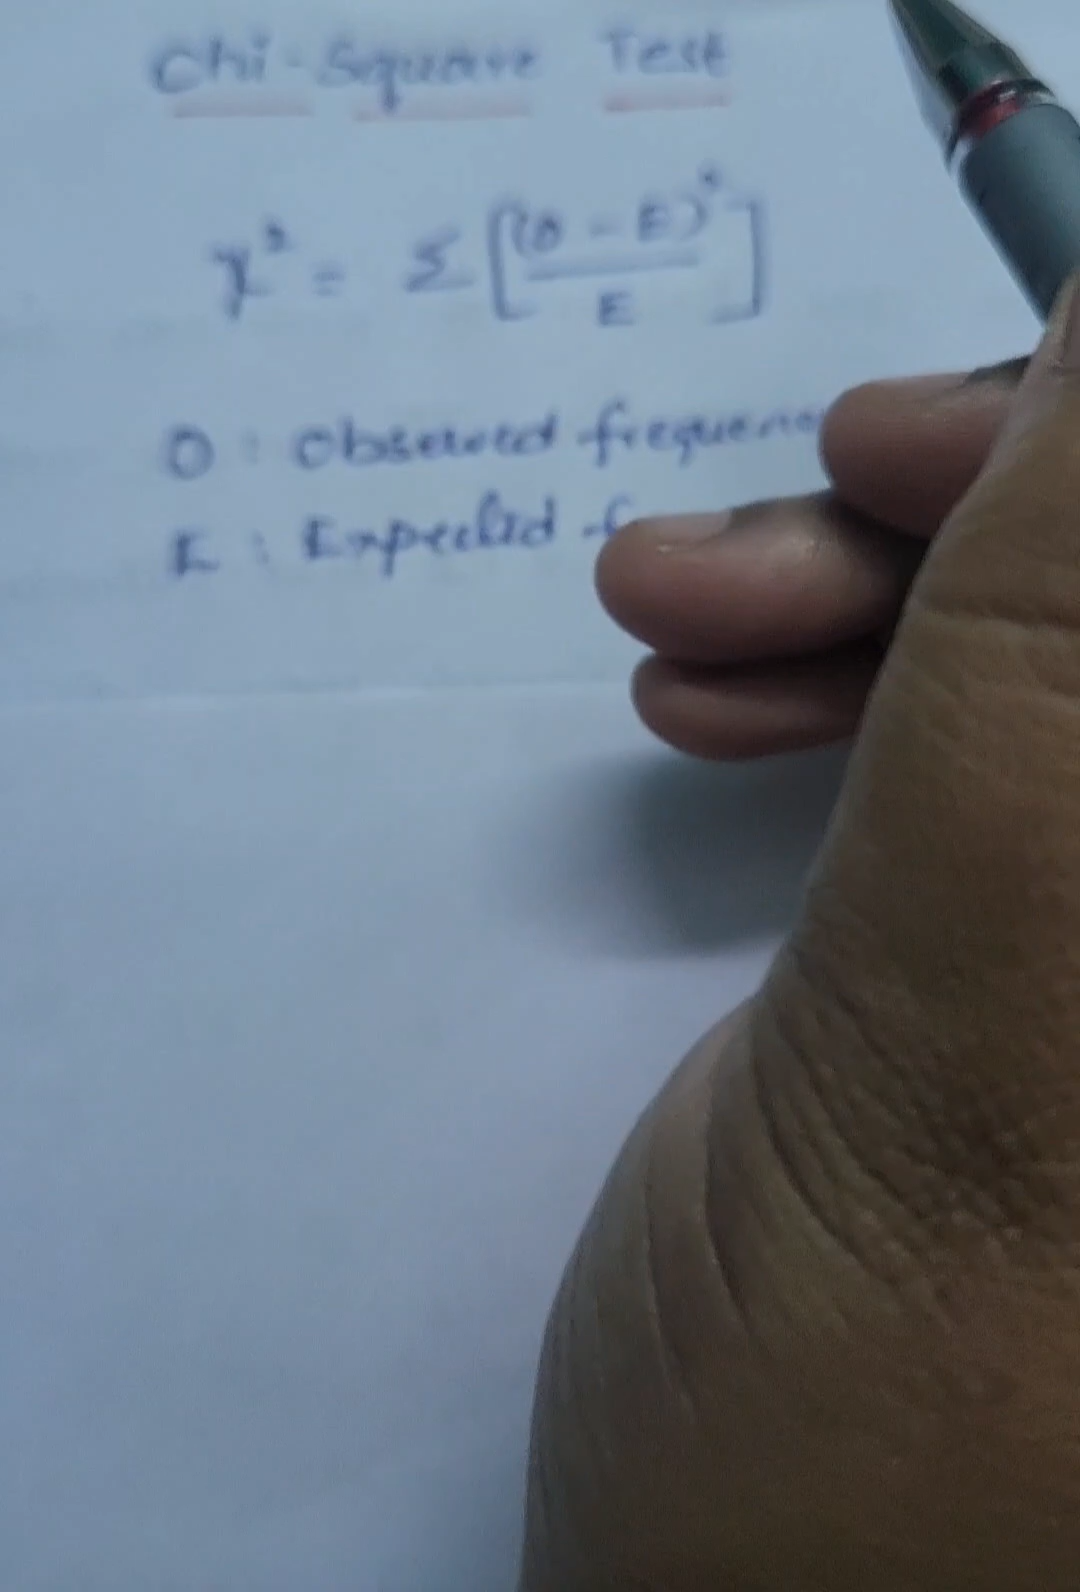 Chi-Square Test
χ² = Σ [(O - E)² / E]
O : Observed
E : Expected